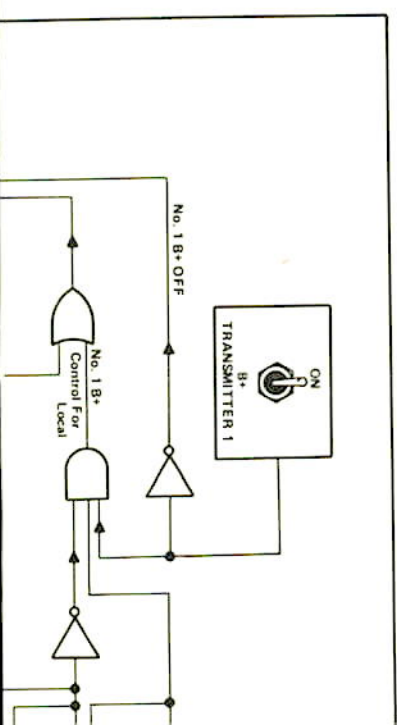 No. 1 B+ OFF
ON
B+
TRANSMITTER 1
No. 1 B+
Control For
Local